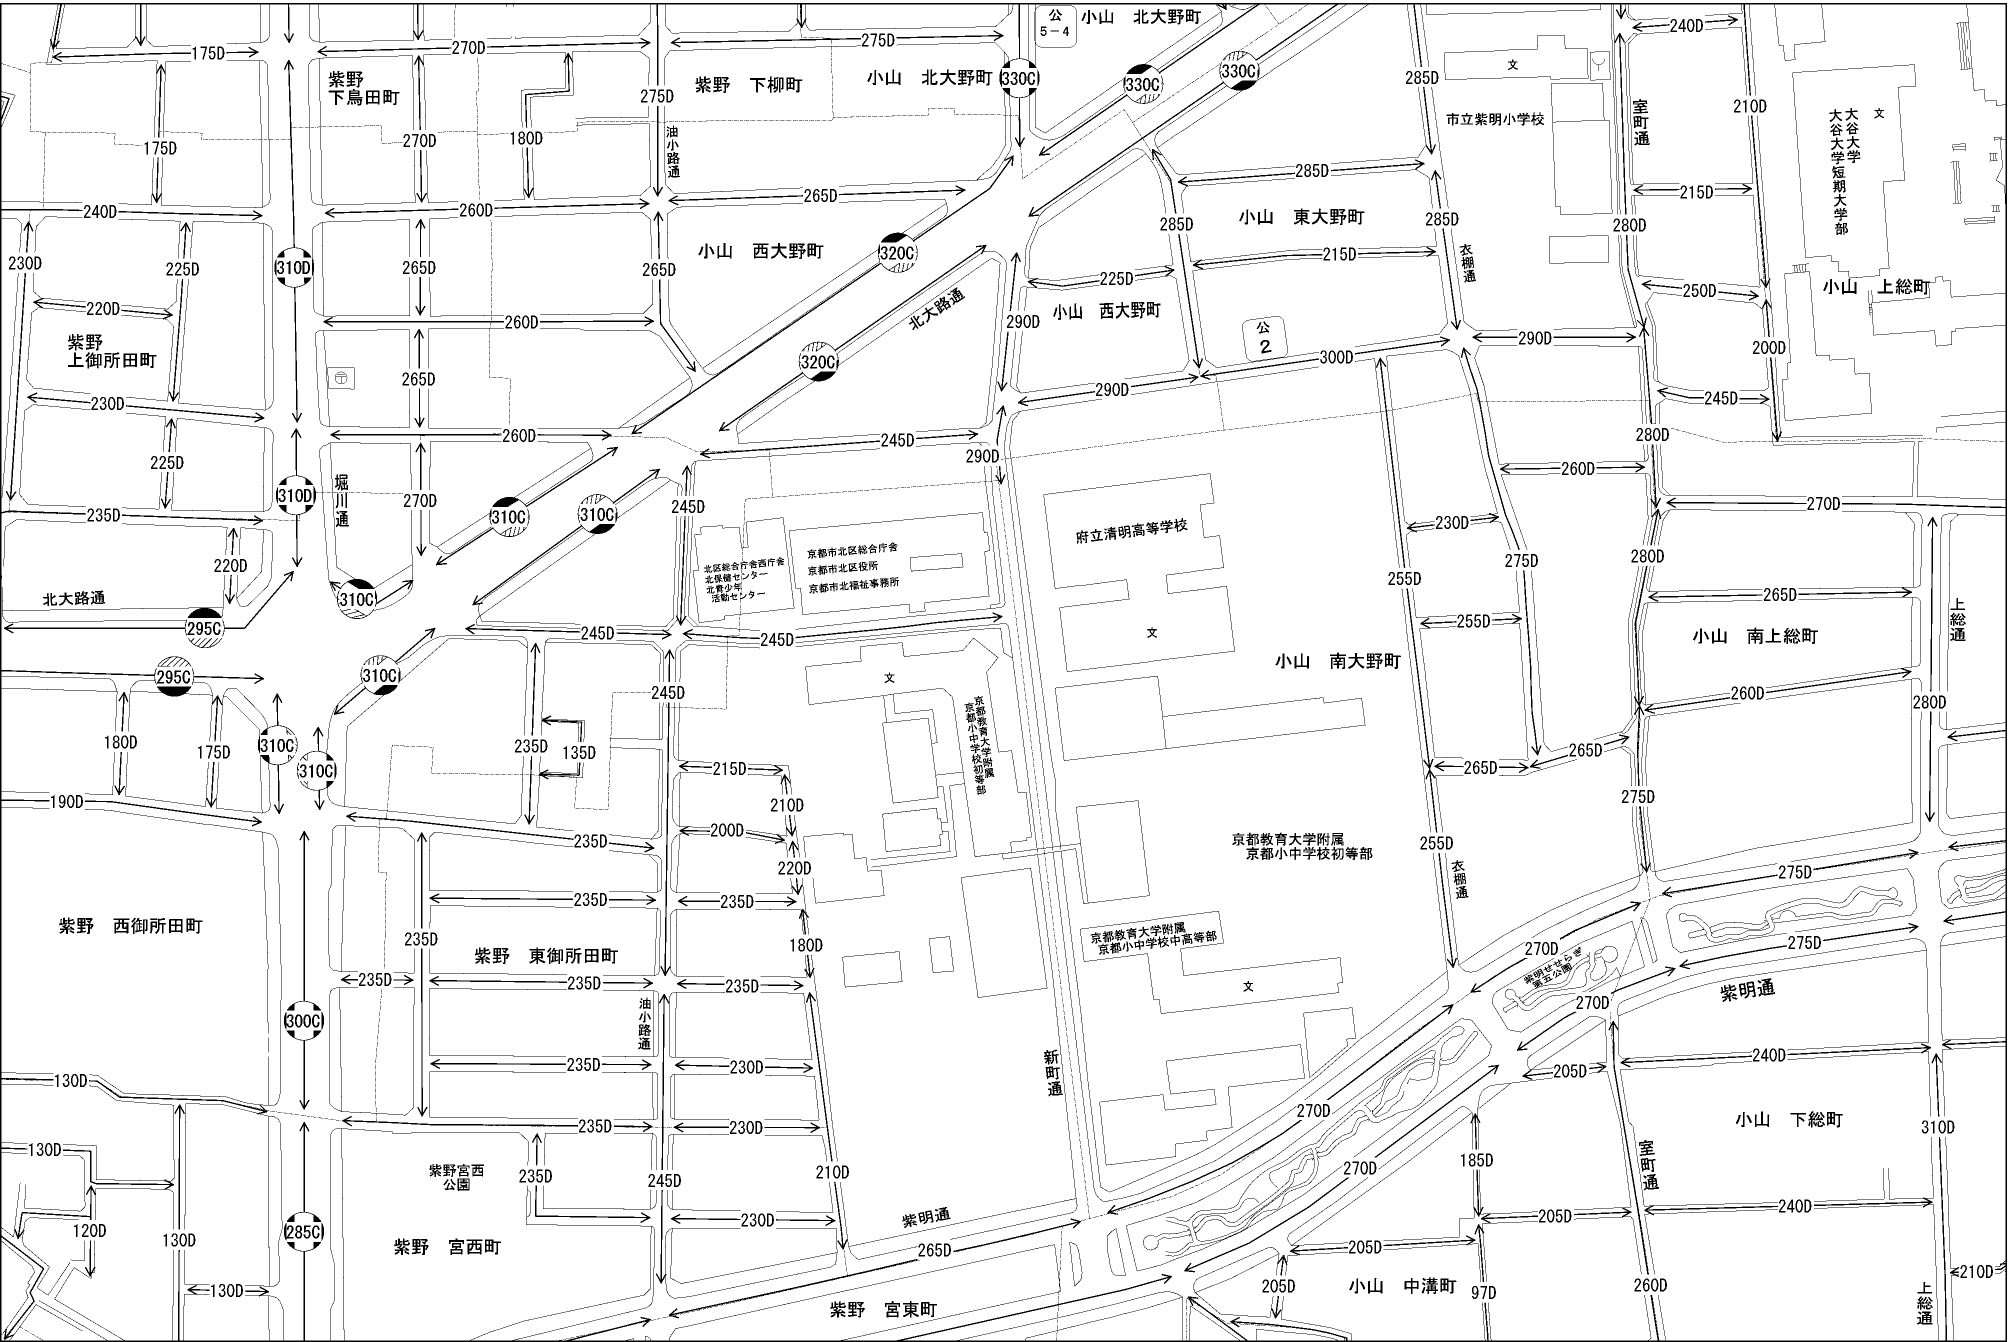 公
5-4
小山 北大野町
240D
175D
270D
275D
330C
330C
330C
文
285D
紫野
下鳥田町
紫野 下柳町
小山 北大野町
275D
210D
室町通
大谷大学
大谷大学短期大学部
文
市立紫明小学校
175D
270D
180D
油小路通
285D
215D
240D
260D
265D
285D
小山 東大野町
285D
280D
230D
225D
310D
265D
265D
小山 西大野町
320C
215D
衣棚通
225D
250D
小山 上総町
220D
260D
290D
小山 西大野町
北大路通
公
2
300D
290D
200D
紫野
上御所田町
320C
265D
230D
290D
245D
260D
245D
290D
280D
225D
260D
310D
堀川通
270D
310C
310C
245D
235D
230D
270D
府立清明高等学校
北区総合庁舎西庁舎
北保健センター
北青少年
活動センター
京都市北区総合庁舎
京都市北区役所
京都市北福祉事務所
220D
275D
280D
255D
北大路通
310C
295C
265D
上総通
245D
245D
255D
文
小山 南上総町
小山 南大野町
295C
310C
文
245D
260D
280D
京都教育大学附属
京都小中学校初等部
180D
175D
310C
310C
235D
135D
265D
215D
265D
190D
210D
275D
200D
235D
京都教育大学附属
京都小中学校初等部
255D
220D
275D
衣棚通
235D
235D
紫野 西御所田町
235D
180D
京都教育大学附属
京都小中学校中高等部
270D
275D
紫野 東御所田町
紫明せせらぎ
第五公園
235D
235D
235D
文
270D
紫明通
300C
油小路通
新町通
240D
235D
230D
205D
130D
270D
235D
230D
小山 下総町
310D
130D
紫野宮西
公園
235D
245D
210D
270D
185D
室町通
120D
130D
285C
230D
紫明通
205D
240D
紫野 宮西町
265D
205D
130D
205D
小山 中溝町
97D
260D
210D
上総通
紫野 宮東町